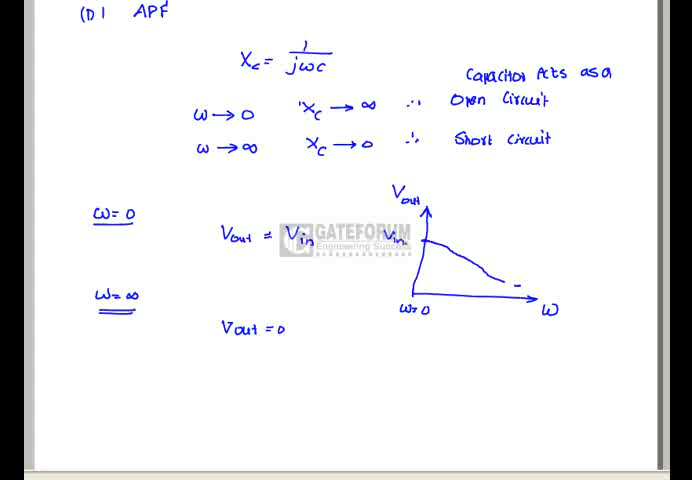 (D) APF
Xc = 1/jωc
Capacitor Acts as a
ω → 0 Xc → ∞ ∴ Open Circuit
ω → ∞ Xc → 0 ∴ Short Circuit
Vout
ω = 0
Vout = Vin
Vin
GATEFORUM
Engineering Success
ω = ∞
ω = 0
ω
Vout = 0